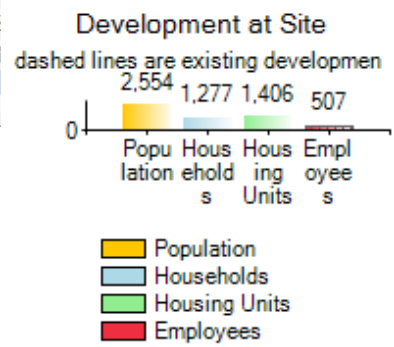 Development at Site
dashed lines are existing developmen
2,554 1,277 1,406 507
0
Popu Hous Hous Empl
lation ehold ing oyee
s Units s
Population
Households
Housing Units
Employees